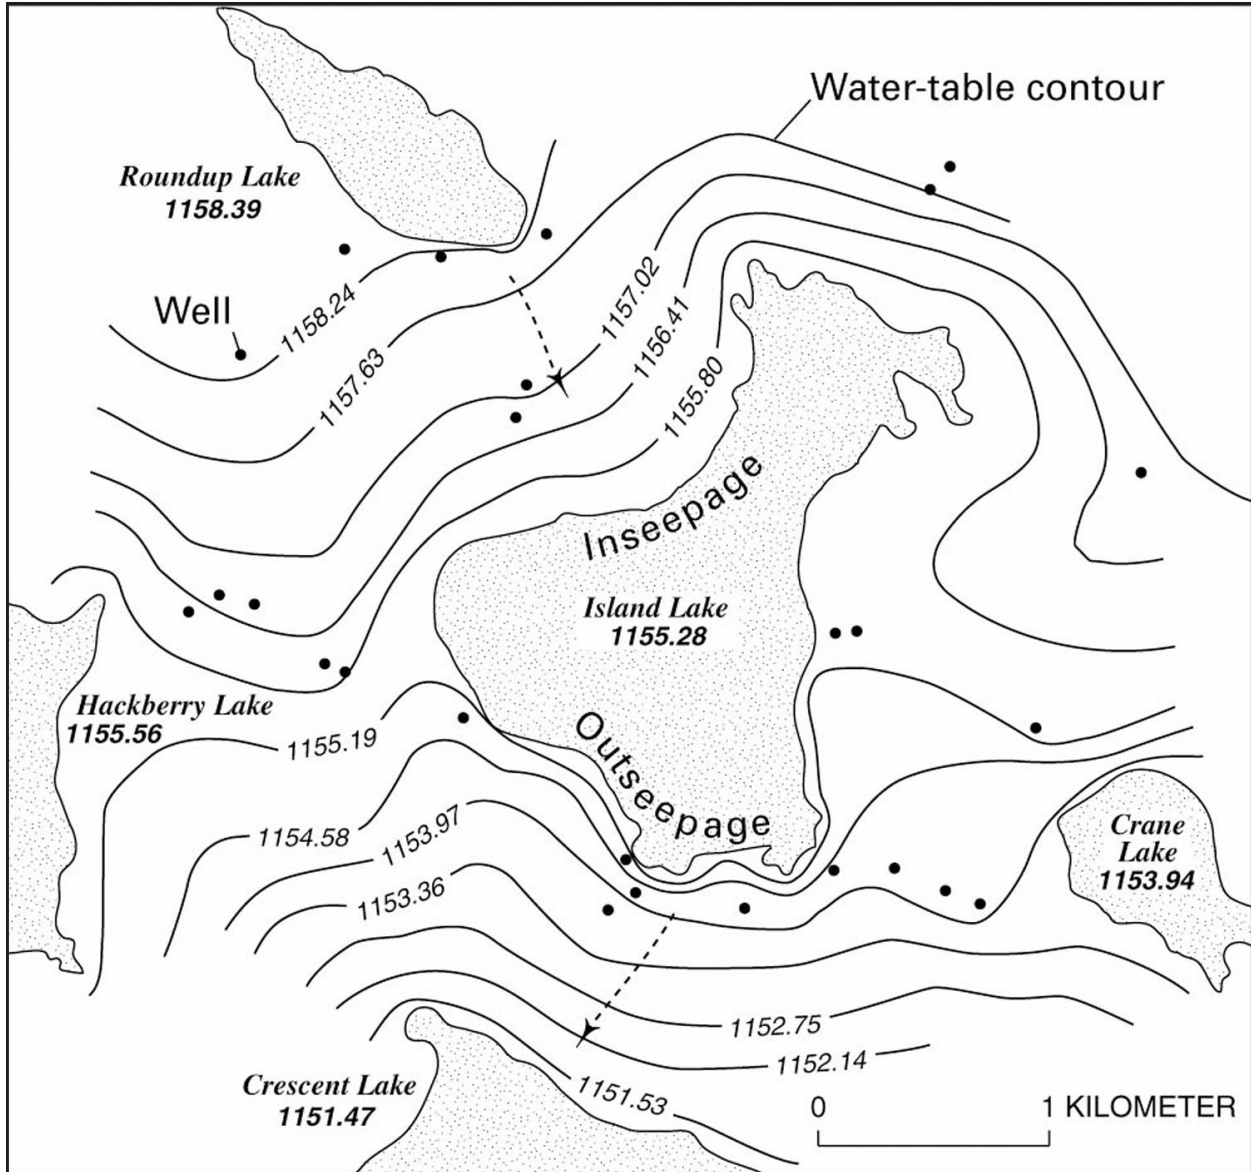 Water-table contour
Roundup Lake
1158.39
Well
1158.24
1157.63
1157.02
1156.41
1155.80
Inseepage
Island Lake
1155.28
Hackberry Lake
1155.56
1155.19
Outseepage
1154.58
1153.97
1153.36
Crane
Lake
1153.94
1152.75
1152.14
1151.53
Crescent Lake
1151.47
0
1 KILOMETER